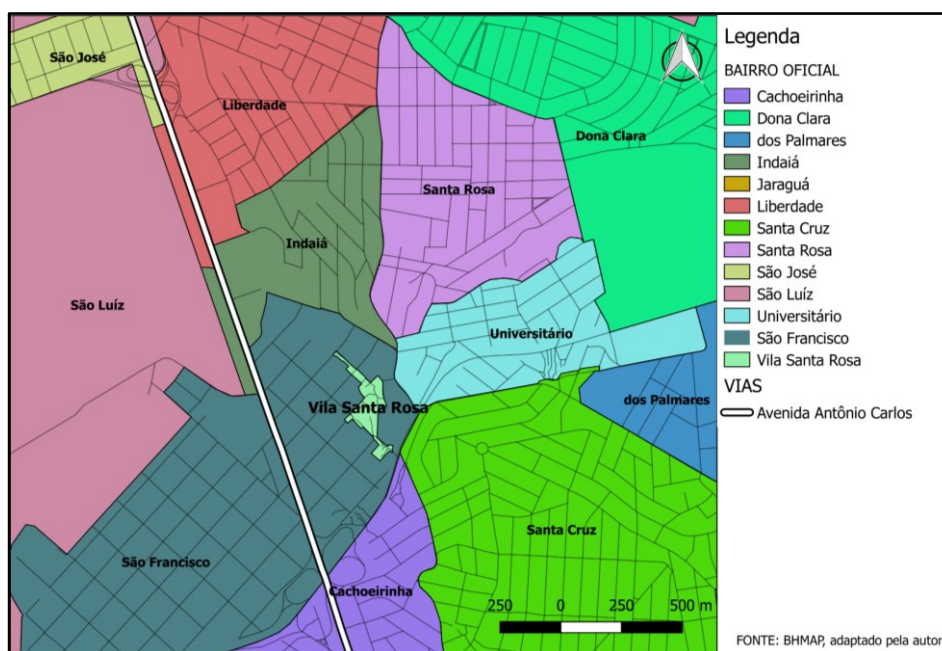 São José
Liberdade
Dona Clara
Santa Rosa
Indaiá
São Luíz
Universitário
Vila Santa Rosa
dos Palmares
Santa Cruz
São Francisco
Cachoeirinha
250 0 250 500 m
Legenda
BAIRRO OFICIAL
Cachoeirinha
Dona Clara
dos Palmares
Indaiá
Jaraguá
Liberdade
Santa Cruz
Santa Rosa
São José
São Luíz
Universitário
São Francisco
Vila Santa Rosa
VIAS
Avenida Antônio Carlos
FONTE: BHMAP, adaptado pela autor